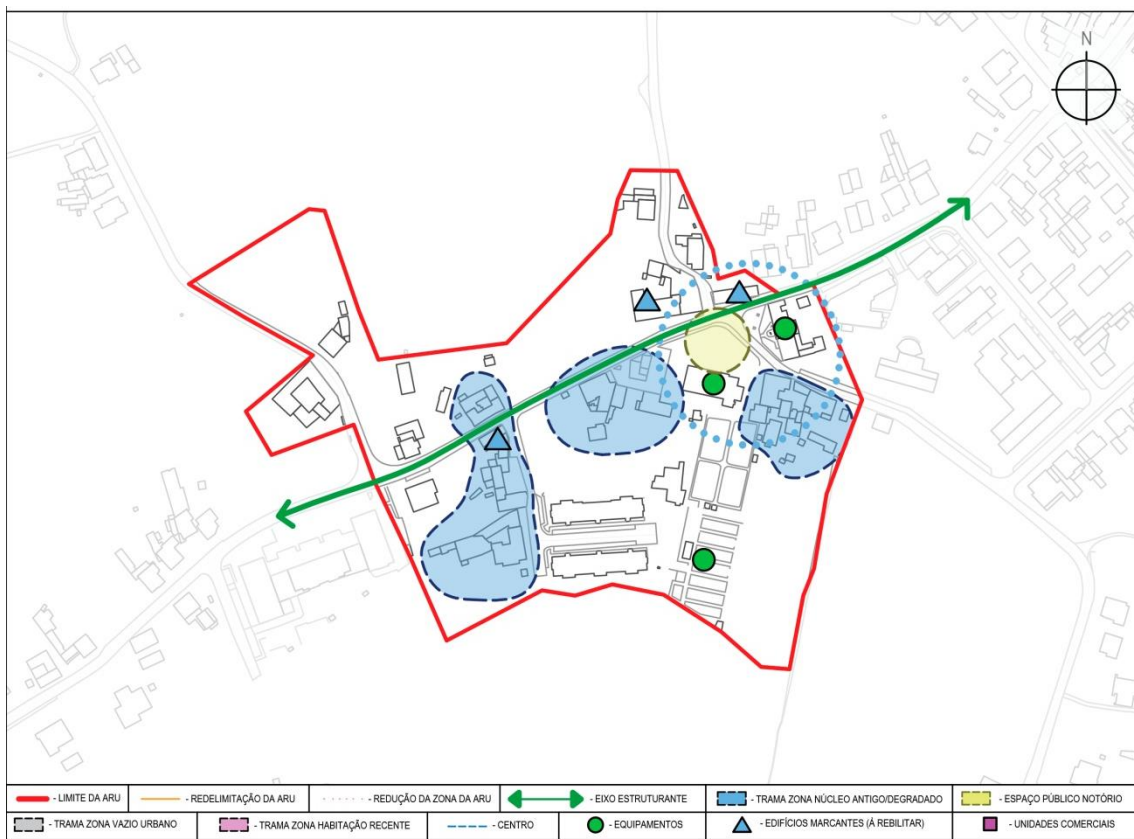 N
- LIMITE DA ARU
- REDELIMITAÇÃO DA ARU
- REDUÇÃO DA ZONA DA ARU
- EIXO ESTRUTURANTE
- TRAMA ZONA NÚCLEO ANTIGO/DEGRADADO
- ESPAÇO PÚBLICO NOTÓRIO
- TRAMA ZONA VAZIO URBANO
- TRAMA ZONA HABITAÇÃO RECENTE
- CENTRO
- EQUIPAMENTOS
- EDIFÍCIOS MARCANTES (Á REBILITAR)
- UNIDADES COMERCIAIS